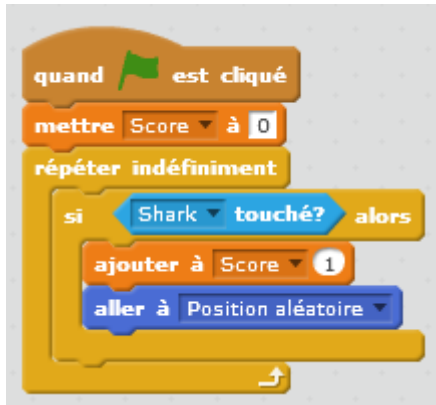 quand est cliqué
mettre Score à 0
répéter indéfiniment
si Shark touché? alors
ajouter à Score 1
aller à Position aléatoire